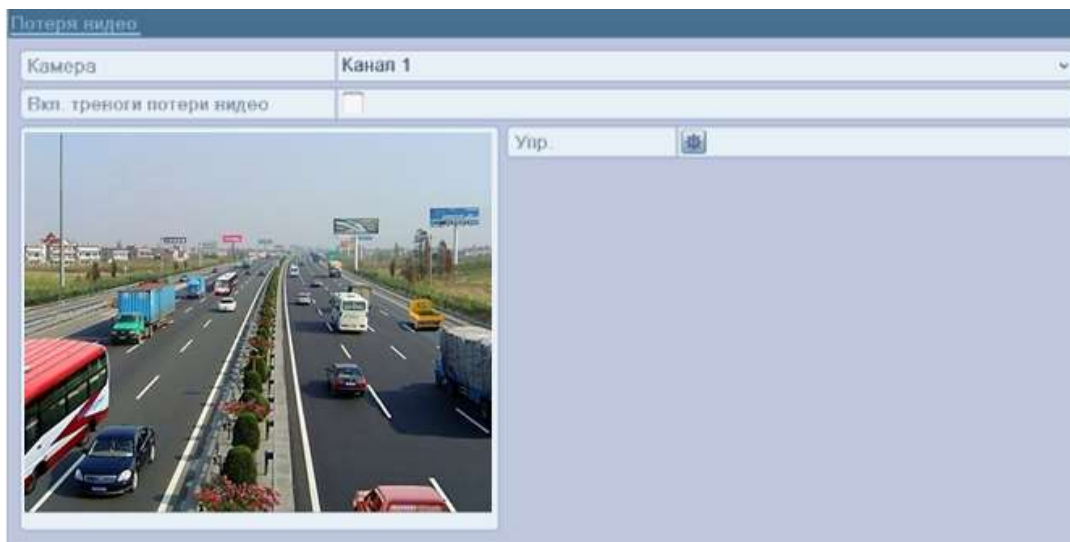 Потеря видео
Камера
Канал 1
Вкл. тревоги потери видео
Упр.